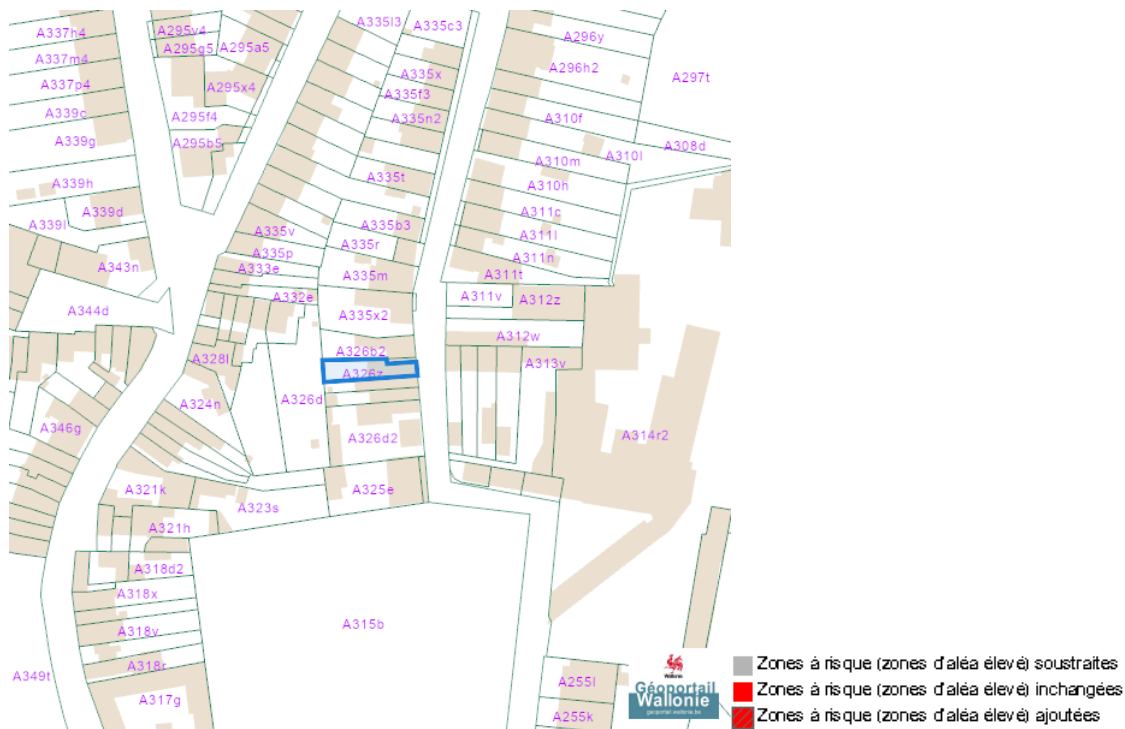 A335l3
A335c3
A296y
A337h4
A295v4
A295g5
A295a5
A337m4
A296h2
A335x
A297t
A337p4
A295x4
A335f3
A339c
A295f4
A335n2
A310f
A339g
A295b5
A308d
A310m
A310l
A339h
A335t
A310h
A339d
A311c
A339l
A335v
A335b3
A311l
A335r
A335p
A311n
A343n
A333e
A335m
A311t
A332e
A311v
A312z
A344d
A335x2
A312w
A326b2
A328l
A313v
A326z
A324n
A326d
A346g
A326d2
A314r2
A321k
A325e
A323s
A321h
A318d2
A318x
A315b
A318v
A318r
A349t
A255l
A317g
A255k
Wallonie
Géoportail
Wallonie
geoportail.wallonie.be
Zones à risque (zones d'aléa élevé) soustraites
Zones à risque (zones d'aléa élevé) inchangées
Zones à risque (zones d'aléa élevé) ajoutées